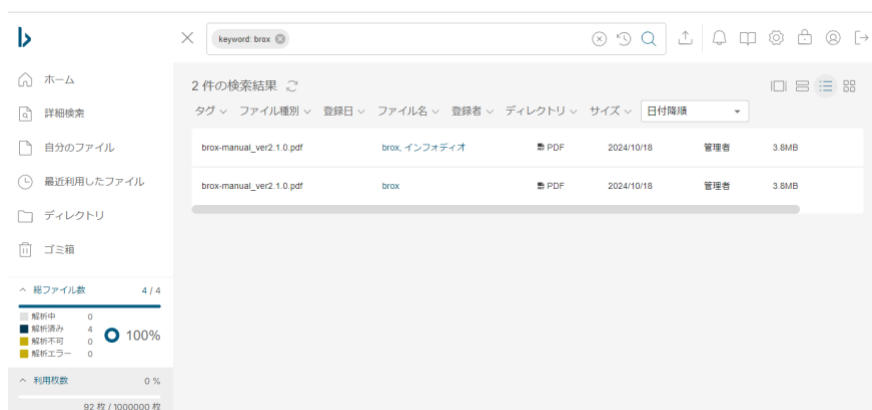 keyword: brox
ホーム
詳細検索
自分のファイル
最近利用したファイル
ディレクトリ
ゴミ箱
総ファイル数 4 / 4
解析中 0
解析済み 4
解析不可 0
解析エラー 0
100%
利用枚数 0 %
92 枚 / 1000000 枚
2 件の検索結果
タグ ファイル種別 登録日 ファイル名 登録者 ディレクトリ サイズ 日付降順
brox-manual_ver2.1.0.pdf brox, インフォディオ PDF 2024/10/18 管理者 3.8MB
brox-manual_ver2.1.0.pdf brox PDF 2024/10/18 管理者 3.8MB